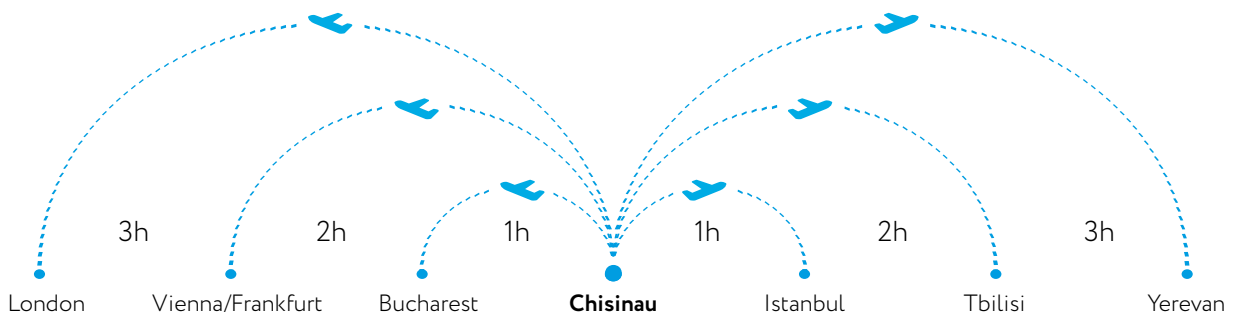 3h 2h 1h 1h 2h 3h
London Vienna/Frankfurt Bucharest Chisinau Istanbul Tbilisi Yerevan